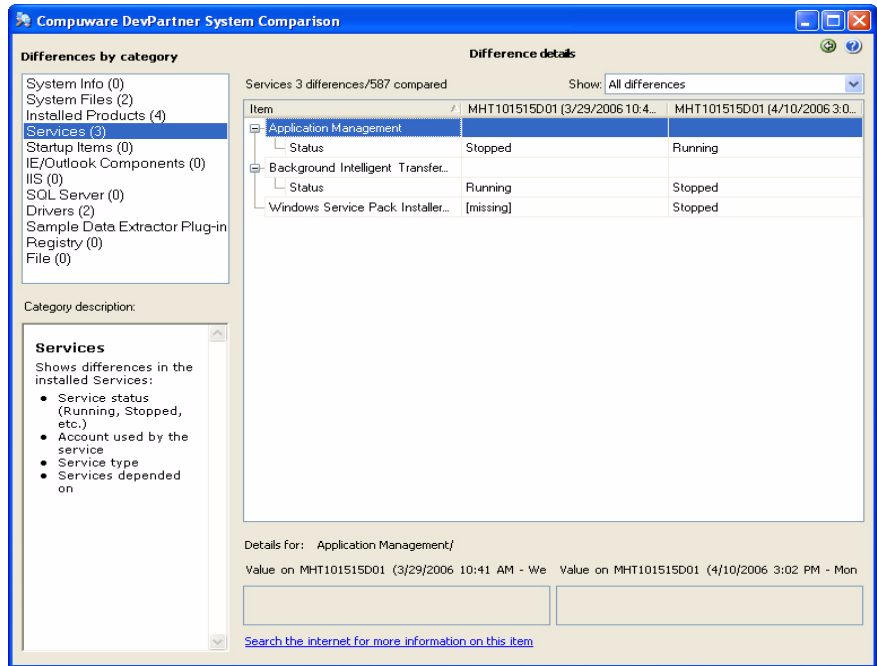 Compuware DevPartner System Comparison
Differences by category
Difference details
System Info (0)
System Files (2)
Installed Products (4)
Services (3)
Startup Items (0)
IE/Outlook Components (0)
IIS (0)
SQL Server (0)
Drivers (2)
Sample Data Extractor Plug-in
Registry (0)
File (0)
Services 3 differences/587 compared
Show: All differences
Item MHT101515D01 (3/29/2006 10:4... MHT101515D01 (4/10/2006 3:0...
Application Management
Status Stopped Running
Background Intelligent Transfer...
Status Running Stopped
Windows Service Pack Installer... [missing] Stopped
Category description:
Services
Shows differences in the
installed Services:
• Service status
(Running, Stopped,
etc.)
• Account used by the
service
• Service type
• Services depended
on
Details for: Application Management/
Value on MHT101515D01 (3/29/2006 10:41 AM - We Value on MHT101515D01 (4/10/2006 3:02 PM - Mon
Search the internet for more information on this item